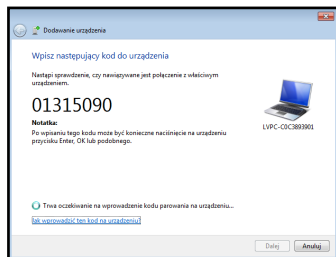 Dodawanie urządzenia
Wpisz następujący kod do urządzenia
Nastąpi sprawdzenie, czy nawiązywane jest połączenie z właściwym
urządzeniem.
01315090
Notatka:
Po wpisaniu tego kodu może być konieczne naciśnięcie na urządzeniu
przycisku Enter, OK lub podobnego.
LVPC-C0C3893901
Trwa oczekiwanie na wprowadzenie kodu parowania na urządzeniu...
Jak wprowadzić ten kod na urządzeniu?
Dalej
Anuluj